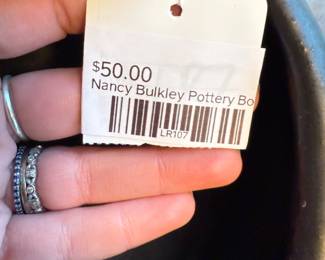 $50.00
Nancy Bulkley Pottery Bo
LR107